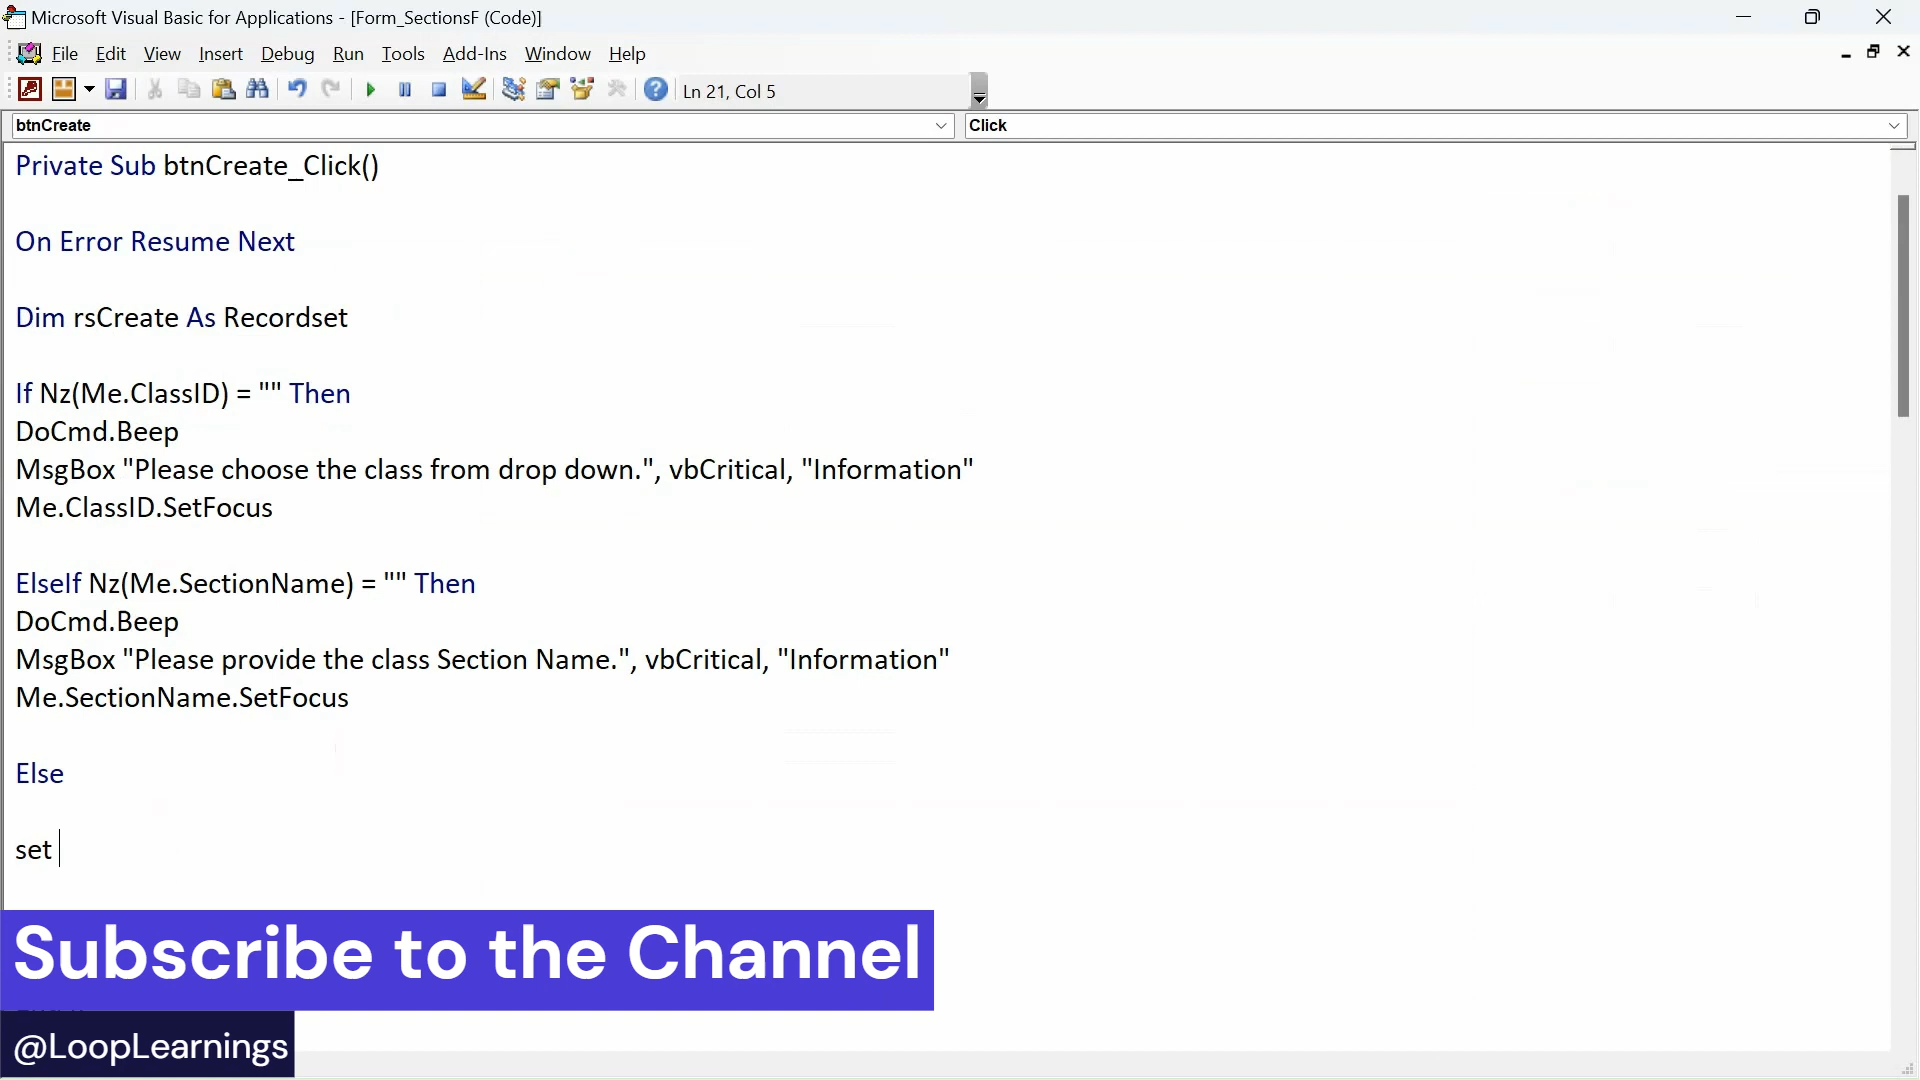 Microsoft Visual Basic for Applications - [Form_SectionsF (Code)]
File Edit View Insert Debug Run Tools Add-Ins Window Help
Ln 21, Col 5
btnCreate
Click
Private Sub btnCreate_Click()
On Error Resume Next
Dim rsCreate As Recordset
If Nz(Me.ClassID) = "" Then
DoCmd.Beep
MsgBox "Please choose the class from drop down.", vbCritical, "Information"
Me.ClassID.SetFocus
ElseIf Nz(Me.SectionName) = "" Then
DoCmd.Beep
MsgBox "Please provide the class Section Name.", vbCritical, "Information"
Me.SectionName.SetFocus
Else
set
Subscribe to the Channel
@LoopLearnings